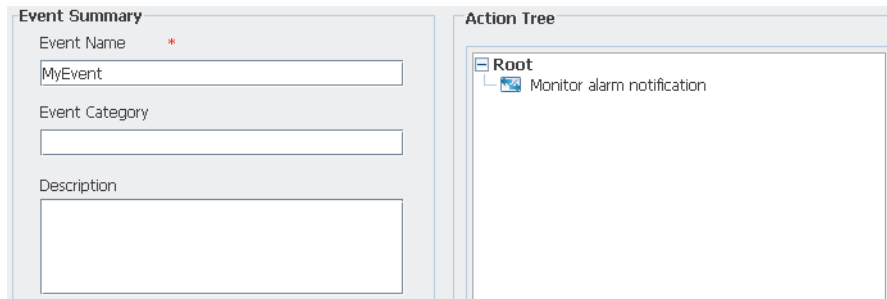 Event Summary
Event Name *
MyEvent
Event Category
Description
Action Tree
Root
Monitor alarm notification